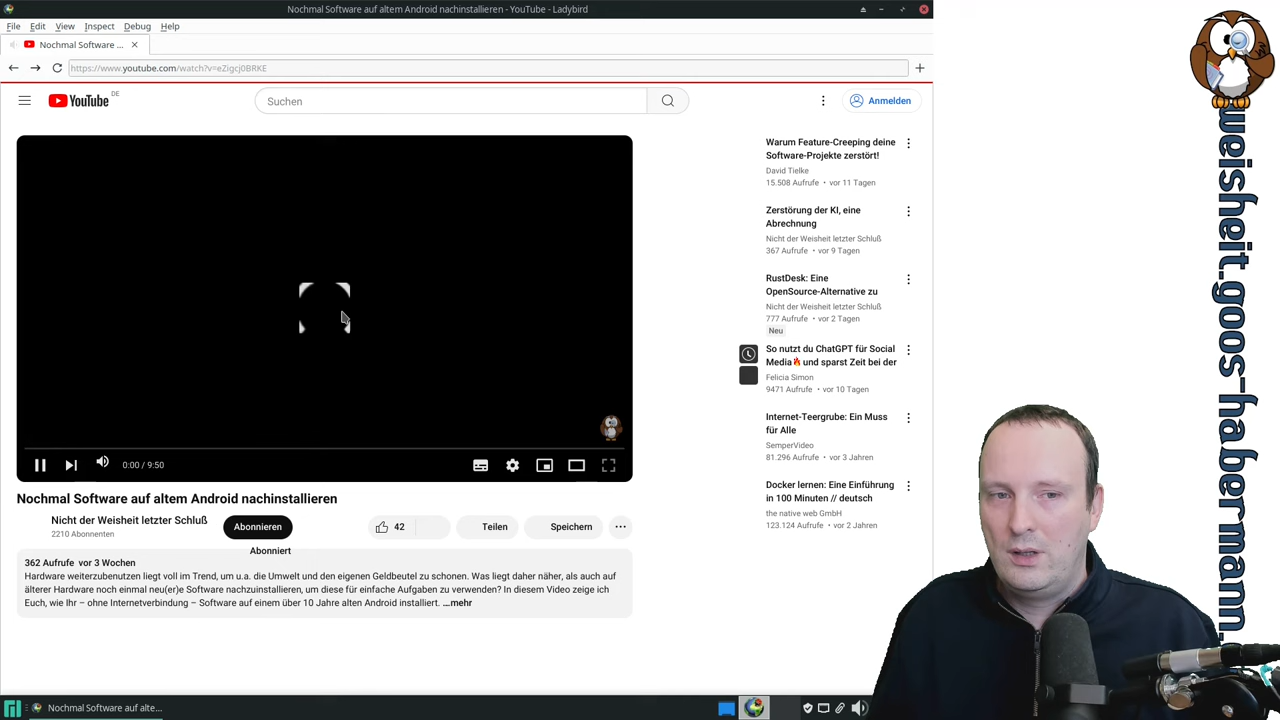 Nochmal Software auf altem Android nachinstallieren - YouTube - Ladybird
File Edit View Inspect Debug Help
Nochmal Software ...
https://www.youtube.com/watch?v=eZigcj0BRKE
YouTube DE
Suchen
Anmelden
0:00 / 9:50
Nochmal Software auf altem Android nachinstallieren
Nicht der Weisheit letzter Schluß
2210 Abonnenten
Abonnieren
42
Teilen
Speichern
Abonniert
362 Aufrufe vor 3 Wochen
Hardware weiterzubenutzen liegt voll im Trend, um u.a. die Umwelt und den eigenen Geldbeutel zu schonen. Was liegt daher näher, als auch auf
älterer Hardware noch einmal neu(er)e Software nachzuinstallieren, um diese für einfache Aufgaben zu verwenden? In diesem Video zeige ich
Euch, wie Ihr – ohne Internetverbindung – Software auf einem über 10 Jahre alten Android installiert. ...mehr
Warum Feature-Creeping deine
Software-Projekte zerstört!
David Tielke
15.508 Aufrufe • vor 11 Tagen
Zerstörung der KI, eine
Abrechnung
Nicht der Weisheit letzter Schluß
367 Aufrufe • vor 9 Tagen
RustDesk: Eine
OpenSource-Alternative zu
Nicht der Weisheit letzter Schluß
777 Aufrufe • vor 2 Tagen
Neu
So nutzt du ChatGPT für Social
Media🔥 und sparst Zeit bei der
Felicia Simon
9471 Aufrufe • vor 10 Tagen
Internet-Teergrube: Ein Muss
für Alle
SemperVideo
81.296 Aufrufe • vor 3 Jahren
Docker lernen: Eine Einführung
in 100 Minuten // deutsch
the native web GmbH
123.124 Aufrufe • vor 2 Jahren
Nochmal Software auf alte...
weisheit.goos-habermann.